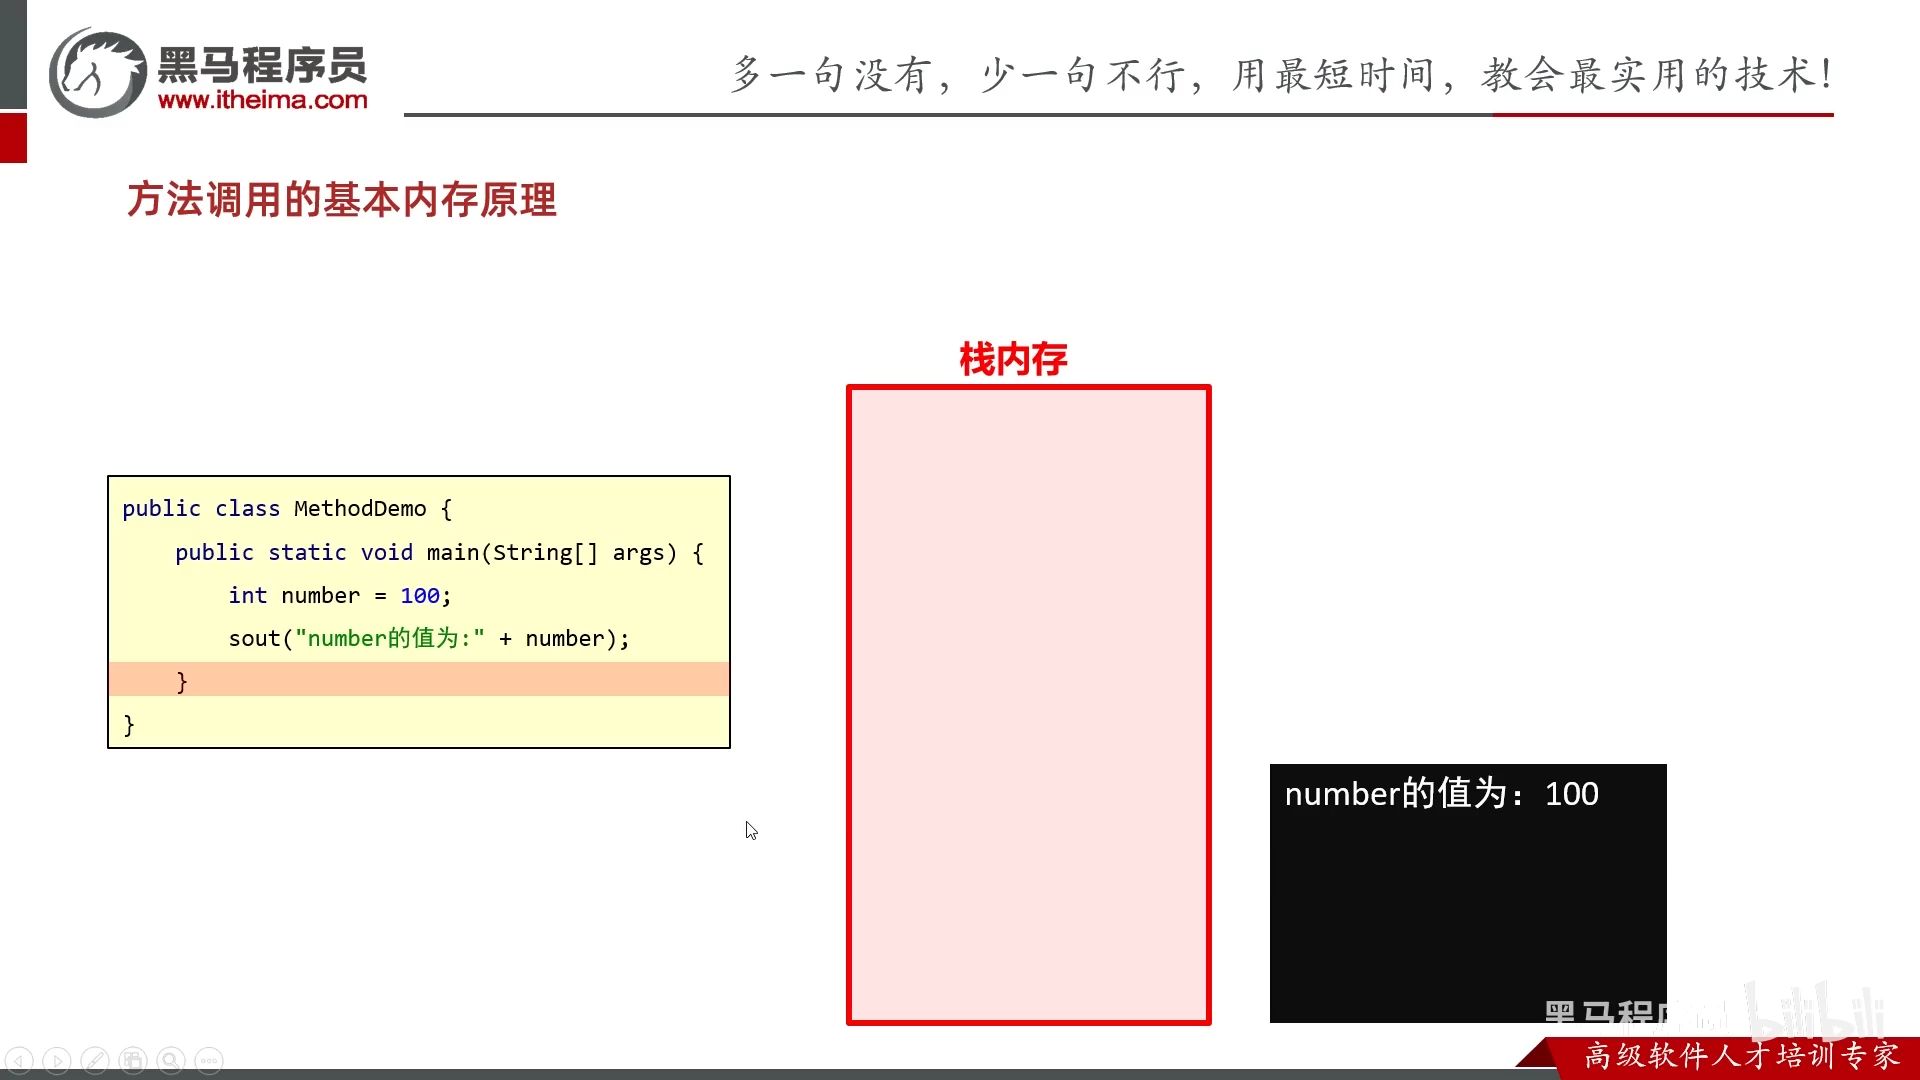 黑马程序员
www.itheima.com
多一句没有，少一句不行，用最短时间，教会最实用的技术！
方法调用的基本内存原理
栈内存
public class MethodDemo {
public static void main(String[] args) {
int number = 100;
sout("number的值为:" + number);
}
}
number的值为：100
黑马程序员
bilibili
高级软件人才培训专家